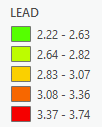 LEAD
2.22 - 2.63
2.64 - 2.82
2.83 - 3.07
3.08 - 3.36
3.37 - 3.74